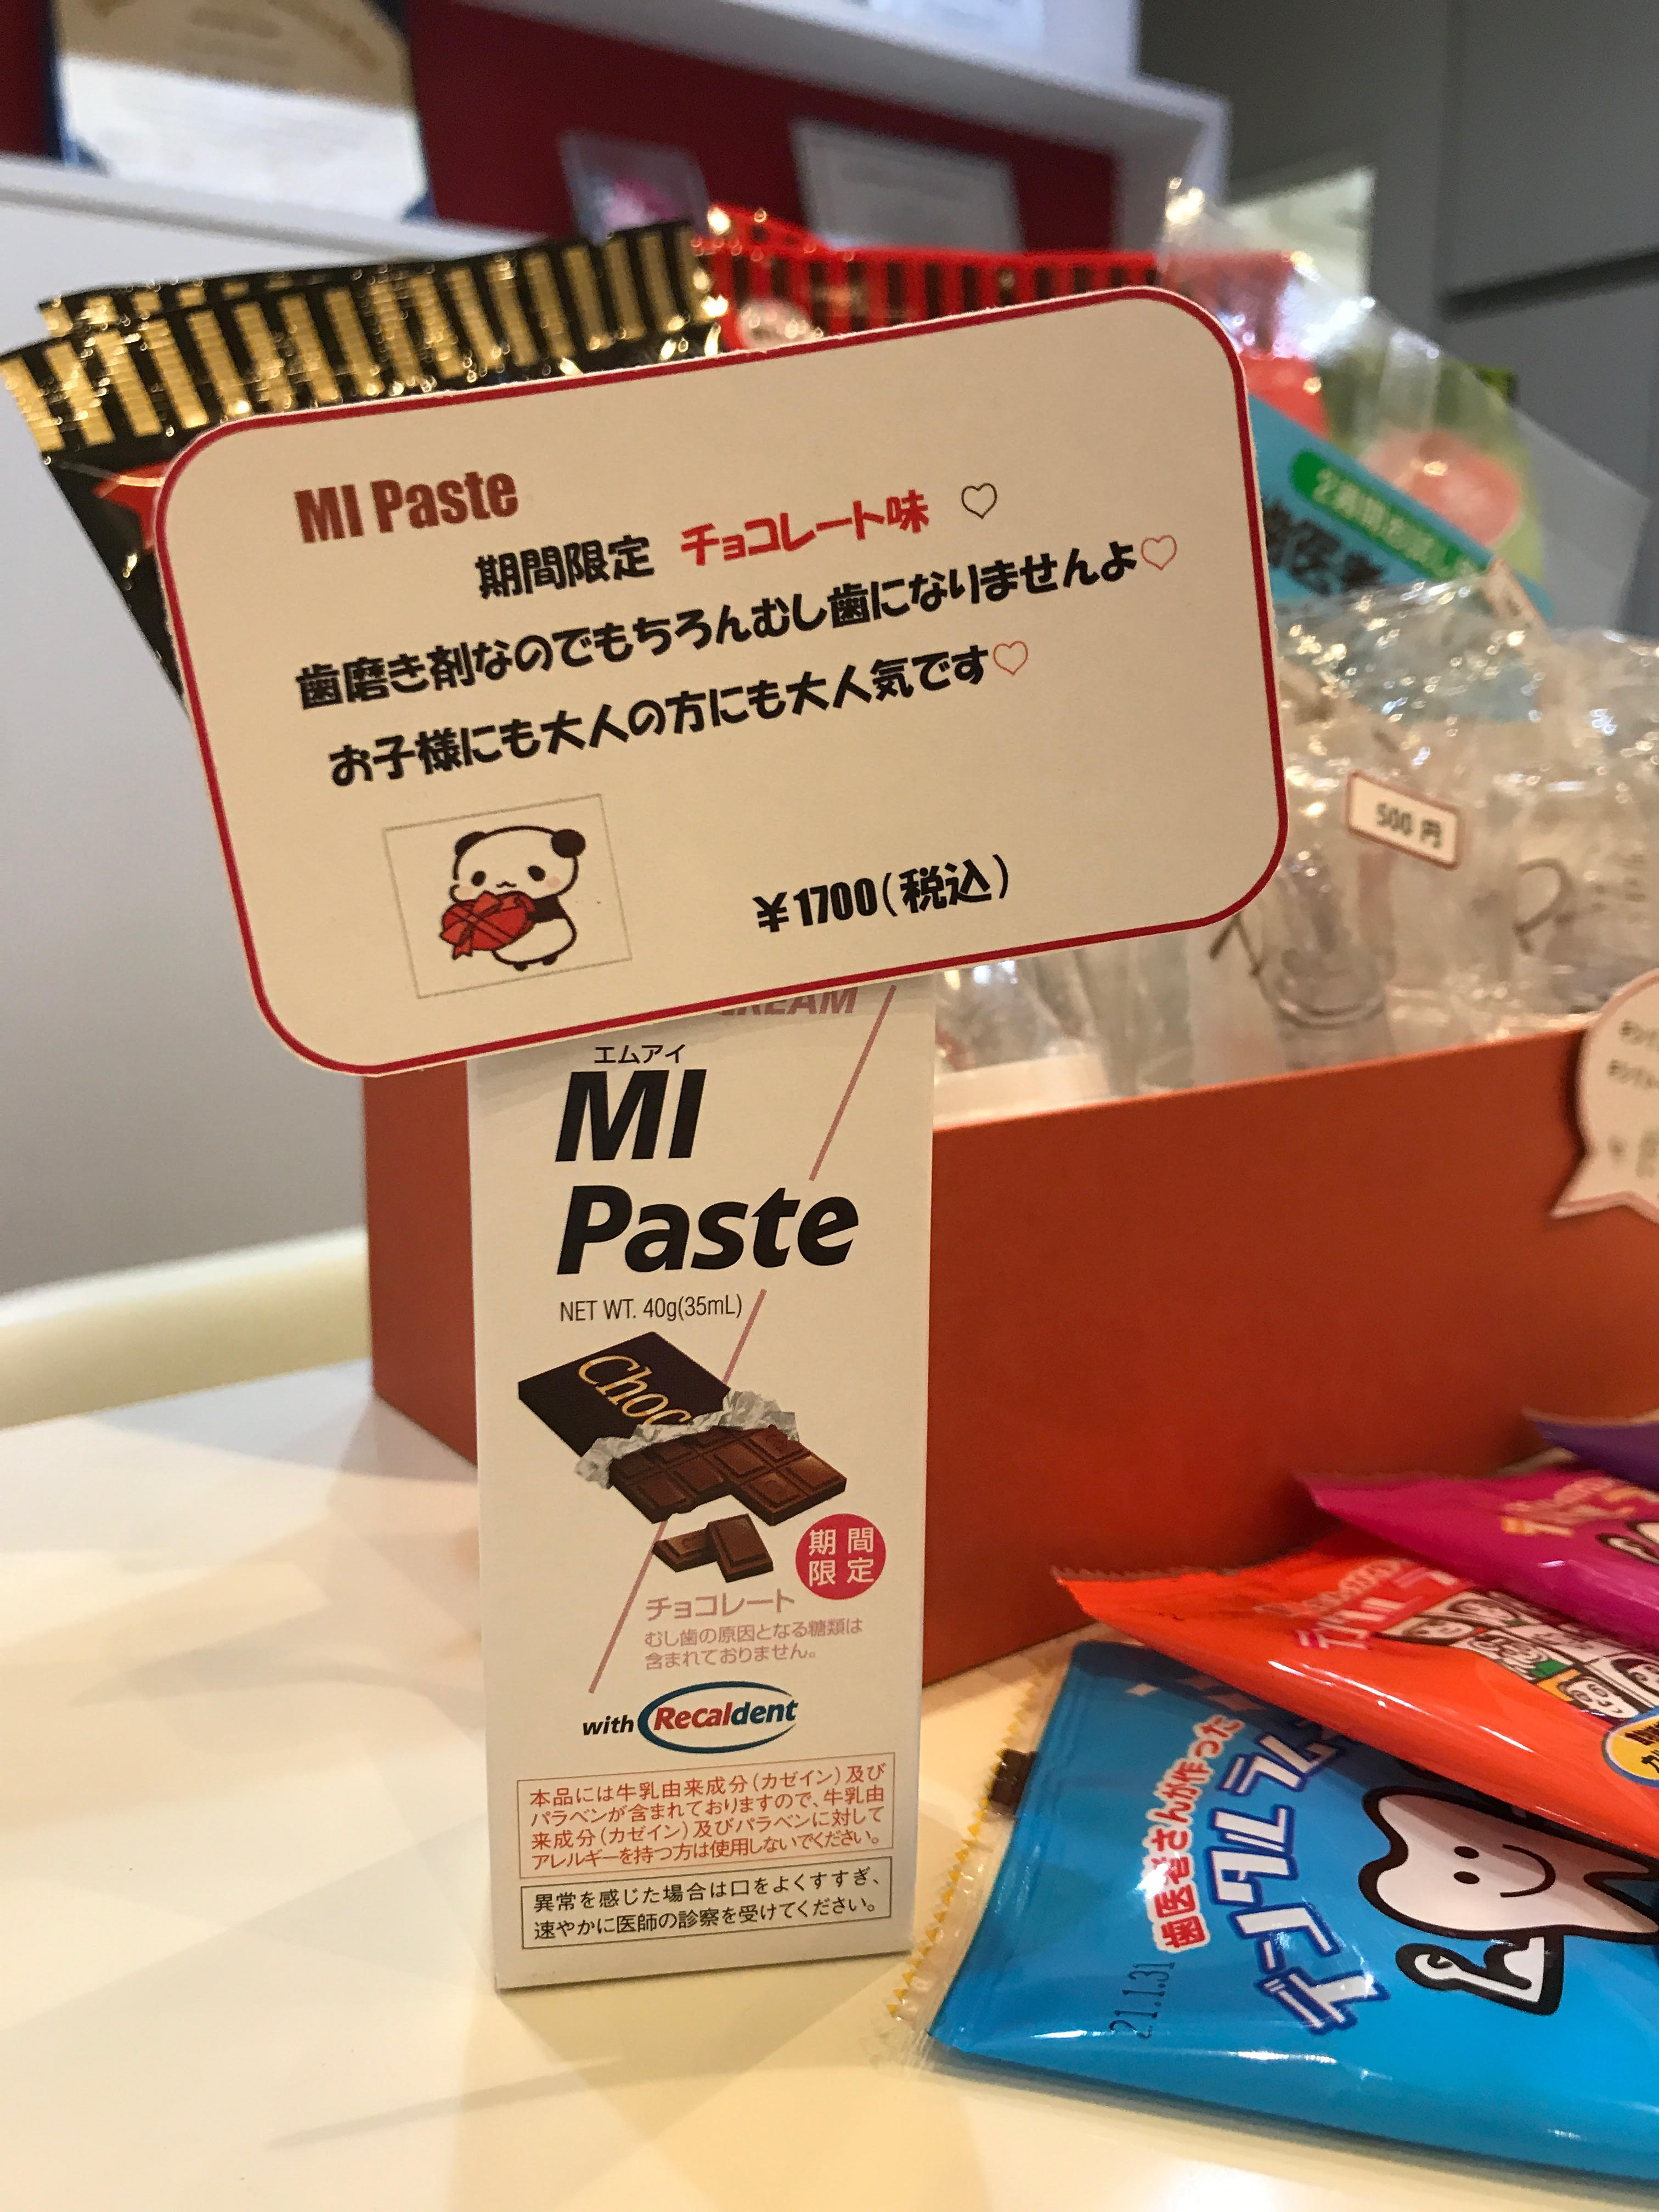 MI Paste
期間限定 チョコレート味 ♡
歯磨き剤なのでもちろんむし歯になりませんよ♡
お子様にも大人の方にも大人気です♡
￥1700(税込)
エムアイ
MI
Paste
NET WT. 40g(35mL)
Choc
期間
限定
チョコレート
むし歯の原因となる糖類は
含まれておりません。
with Recaldent
本品には牛乳由来成分(カゼイン)及び
パラベンが含まれておりますので、牛乳由
来成分(カゼイン)及びパラベンに対して
アレルギーを持つ方は使用しないでください。
異常を感じた場合は口をよくすすぎ、
速やかに医師の診察を受けてください。
500 円
歯医者さんが作った
デンタル ラム
21.1.31